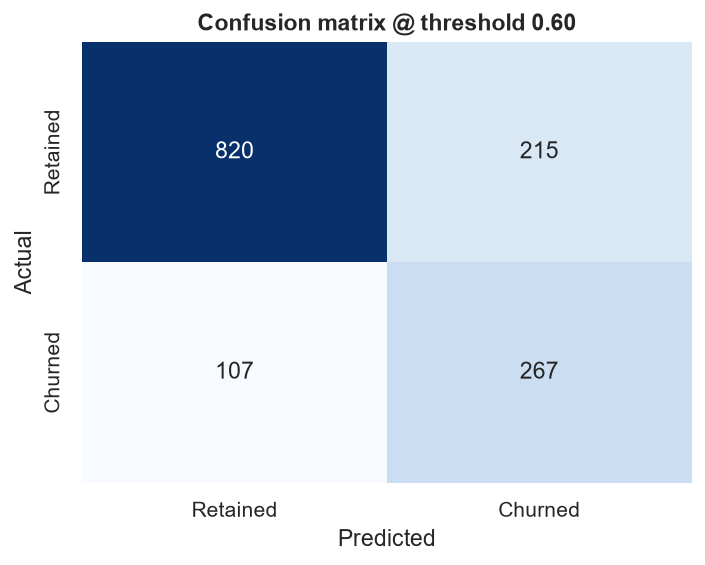 Confusion matrix @ threshold 0.60
Actual
Retained
820
215
Churned
107
267
Retained
Churned
Predicted